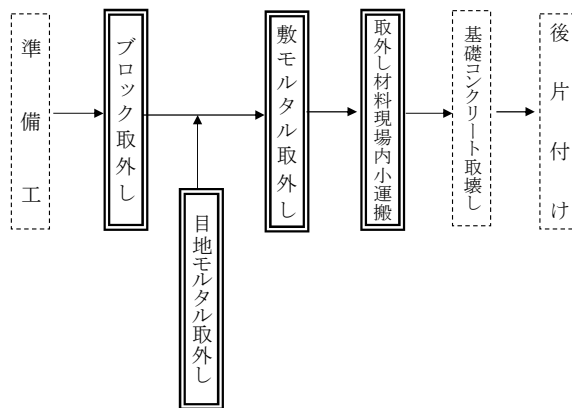 準備工
ブロック取外し
目地モルタル取外し
敷モルタル取外し
取外し材料現場内小運搬
基礎コンクリート取壊し
後片付け